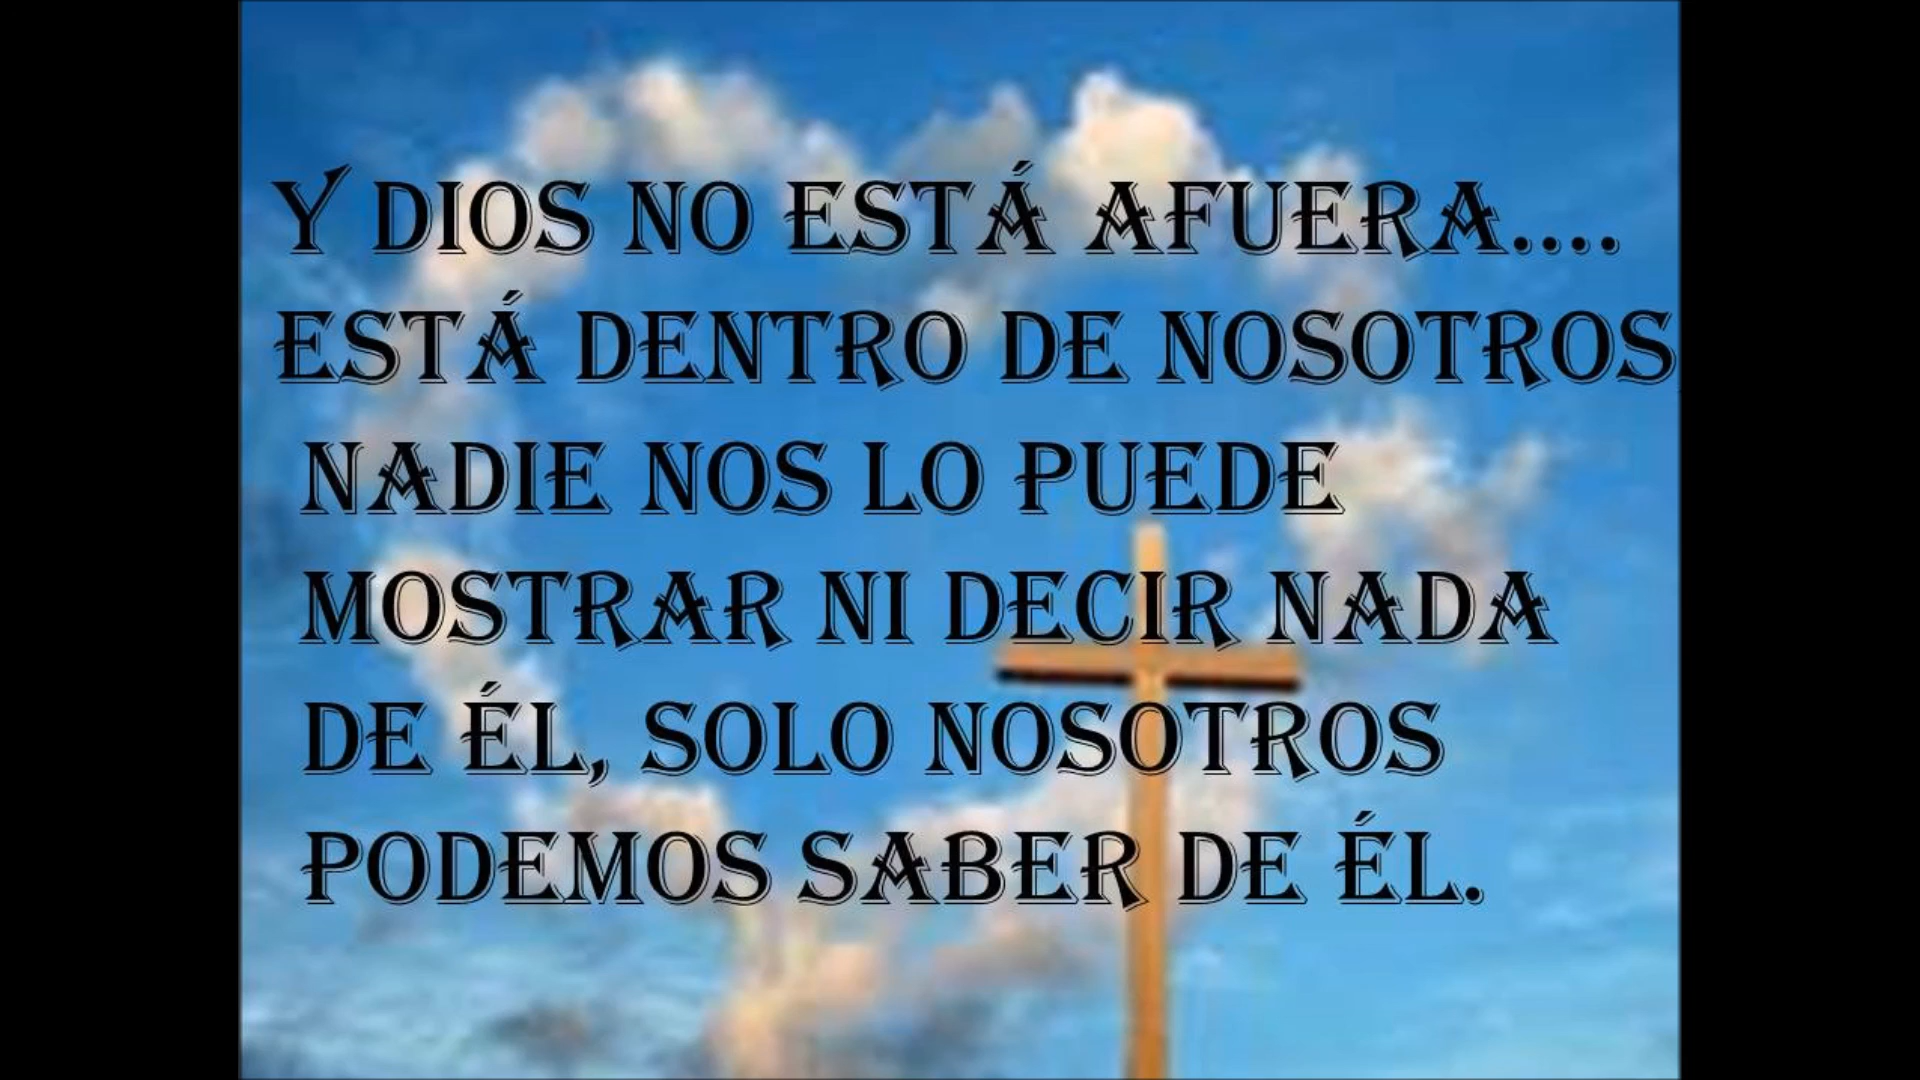 Y DIOS NO ESTÁ AFUERA....
ESTÁ DENTRO DE NOSOTROS
NADIE NOS LO PUEDE
MOSTRAR NI DECIR NADA
DE ÉL, SOLO NOSOTROS
PODEMOS SABER DE ÉL.